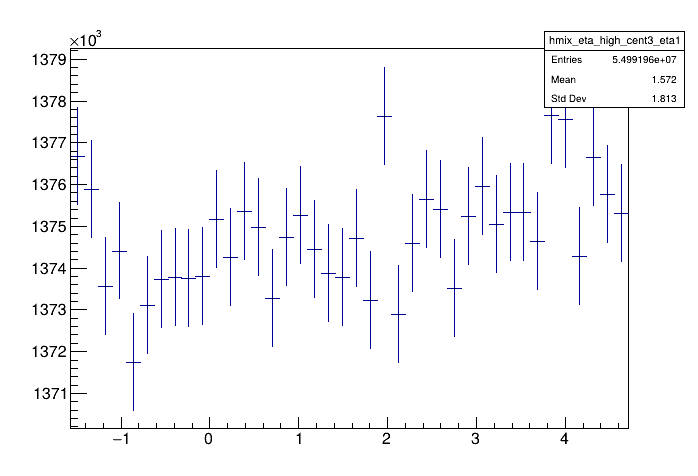 ×10³
hmix_eta_high_cent3_eta1
Entries 5.499196e+07
Mean 1.572
Std Dev 1.813
1379
1378
1377
1376
1375
1374
1373
1372
1371
−1 0 1 2 3 4